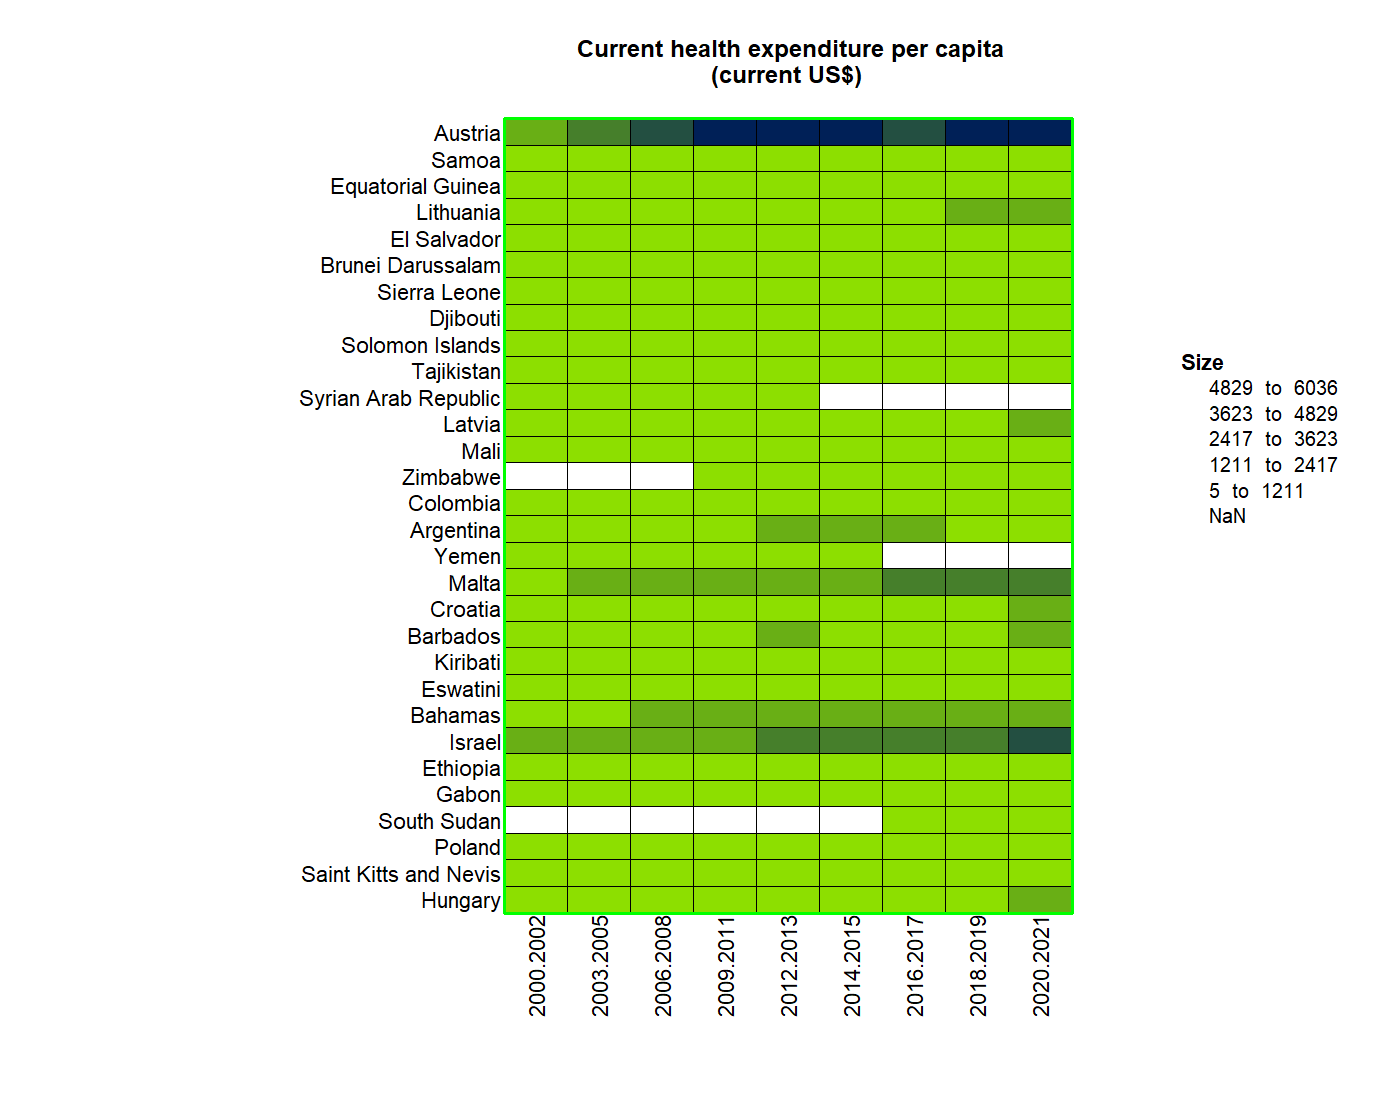 Current health expenditure per capita
(current US$)
Austria
Samoa
Equatorial Guinea
Lithuania
El Salvador
Brunei Darussalam
Sierra Leone
Djibouti
Solomon Islands
Tajikistan
Syrian Arab Republic
Latvia
Mali
Zimbabwe
Colombia
Argentina
Yemen
Malta
Croatia
Barbados
Kiribati
Eswatini
Bahamas
Israel
Ethiopia
Gabon
South Sudan
Poland
Saint Kitts and Nevis
Hungary
2000.2002
2003.2005
2006.2008
2009.2011
2012.2013
2014.2015
2016.2017
2018.2019
2020.2021
Size
4829 to 6036
3623 to 4829
2417 to 3623
1211 to 2417
5 to 1211
NaN